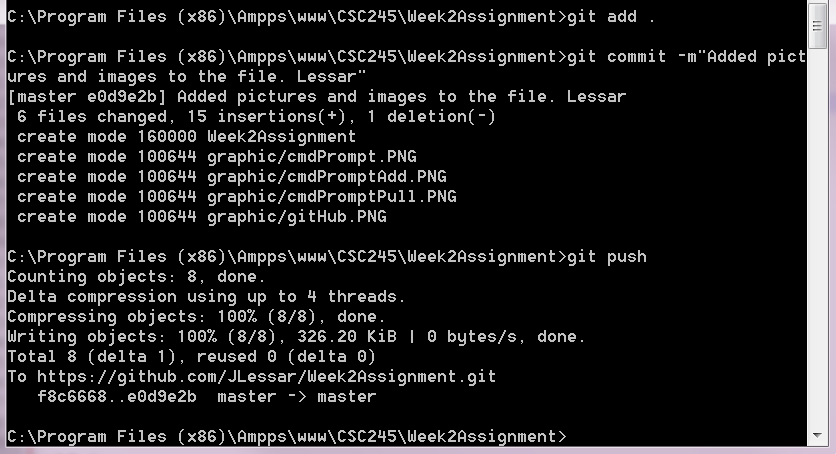 C:\Program Files (x86)\Ampps\www\CSC245\Week2Assignment>git add .
C:\Program Files (x86)\Ampps\www\CSC245\Week2Assignment>git commit -m"Added pict
ures and images to the file. Lessar"
[master e0d9e2b] Added pictures and images to the file. Lessar
 6 files changed, 15 insertions(+), 1 deletion(-)
 create mode 160000 Week2Assignment
 create mode 100644 graphic/cmdPrompt.PNG
 create mode 100644 graphic/cmdPromptAdd.PNG
 create mode 100644 graphic/cmdPromptPull.PNG
 create mode 100644 graphic/gitHub.PNG
C:\Program Files (x86)\Ampps\www\CSC245\Week2Assignment>git push
Counting objects: 8, done.
Delta compression using up to 4 threads.
Compressing objects: 100% (8/8), done.
Writing objects: 100% (8/8), 326.20 KiB | 0 bytes/s, done.
Total 8 (delta 1), reused 0 (delta 0)
To https://github.com/JLessar/Week2Assignment.git
   f8c6668..e0d9e2b  master -> master
C:\Program Files (x86)\Ampps\www\CSC245\Week2Assignment>